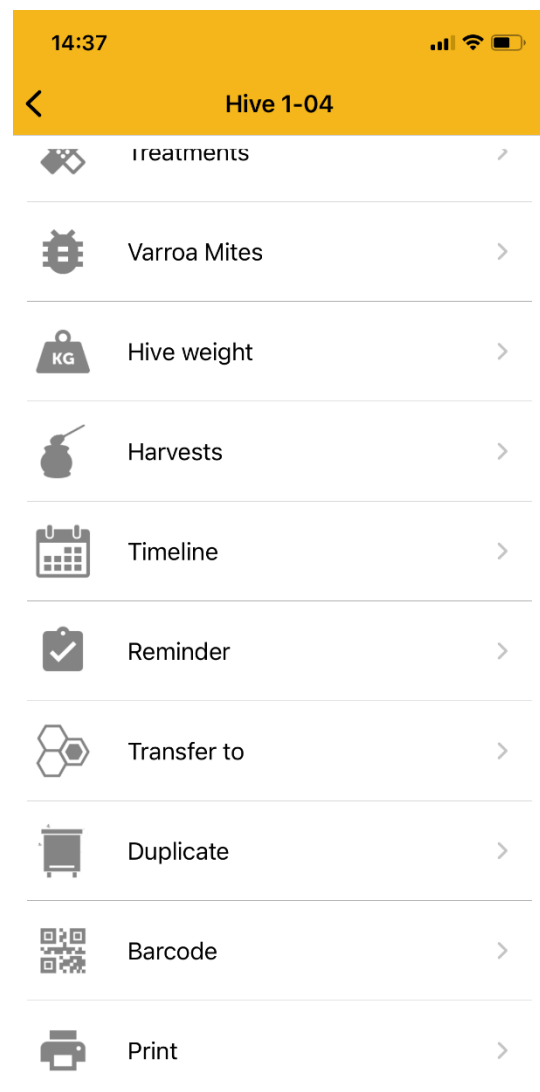 14:37
Hive 1-04
Treatments
Varroa Mites
KG
Hive weight
Harvests
Timeline
Reminder
Transfer to
Duplicate
Barcode
Print